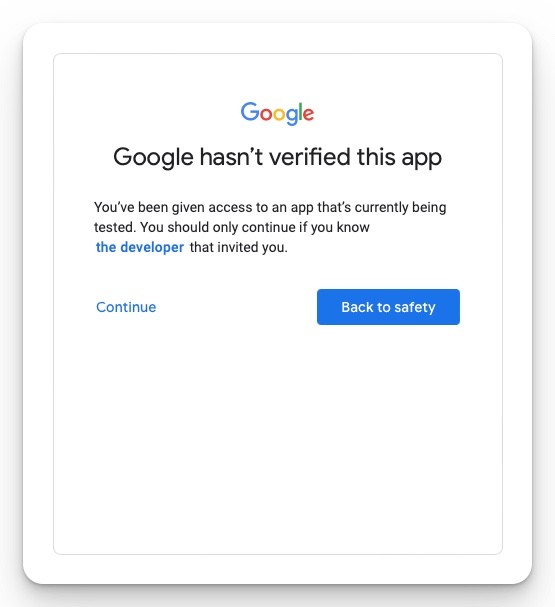 Google
Google hasn’t verified this app
You’ve been given access to an app that’s currently being
tested. You should only continue if you know
the developer that invited you.
Continue
Back to safety